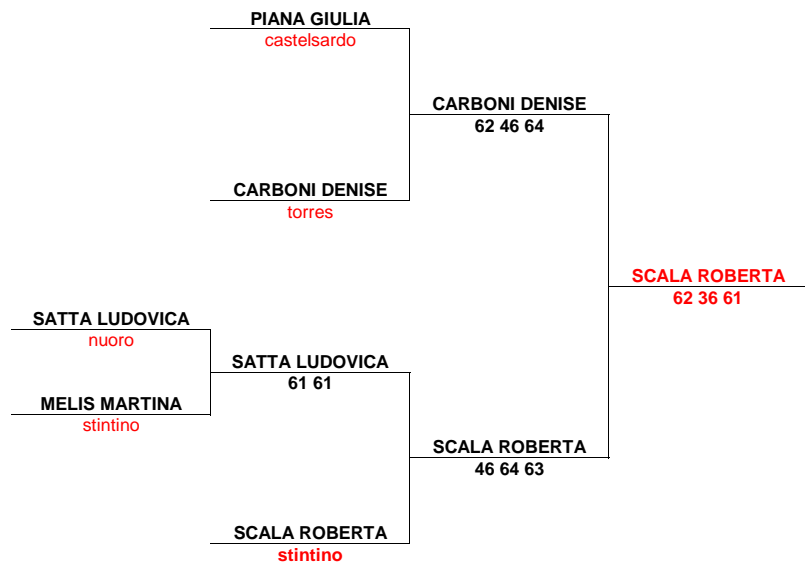 PIANA GIULIA
castelsardo
CARBONI DENISE
62 46 64
CARBONI DENISE
torres
SCALA ROBERTA
62 36 61
SATTA LUDOVICA
nuoro
SATTA LUDOVICA
61 61
MELIS MARTINA
stintino
SCALA ROBERTA
46 64 63
SCALA ROBERTA
stintino